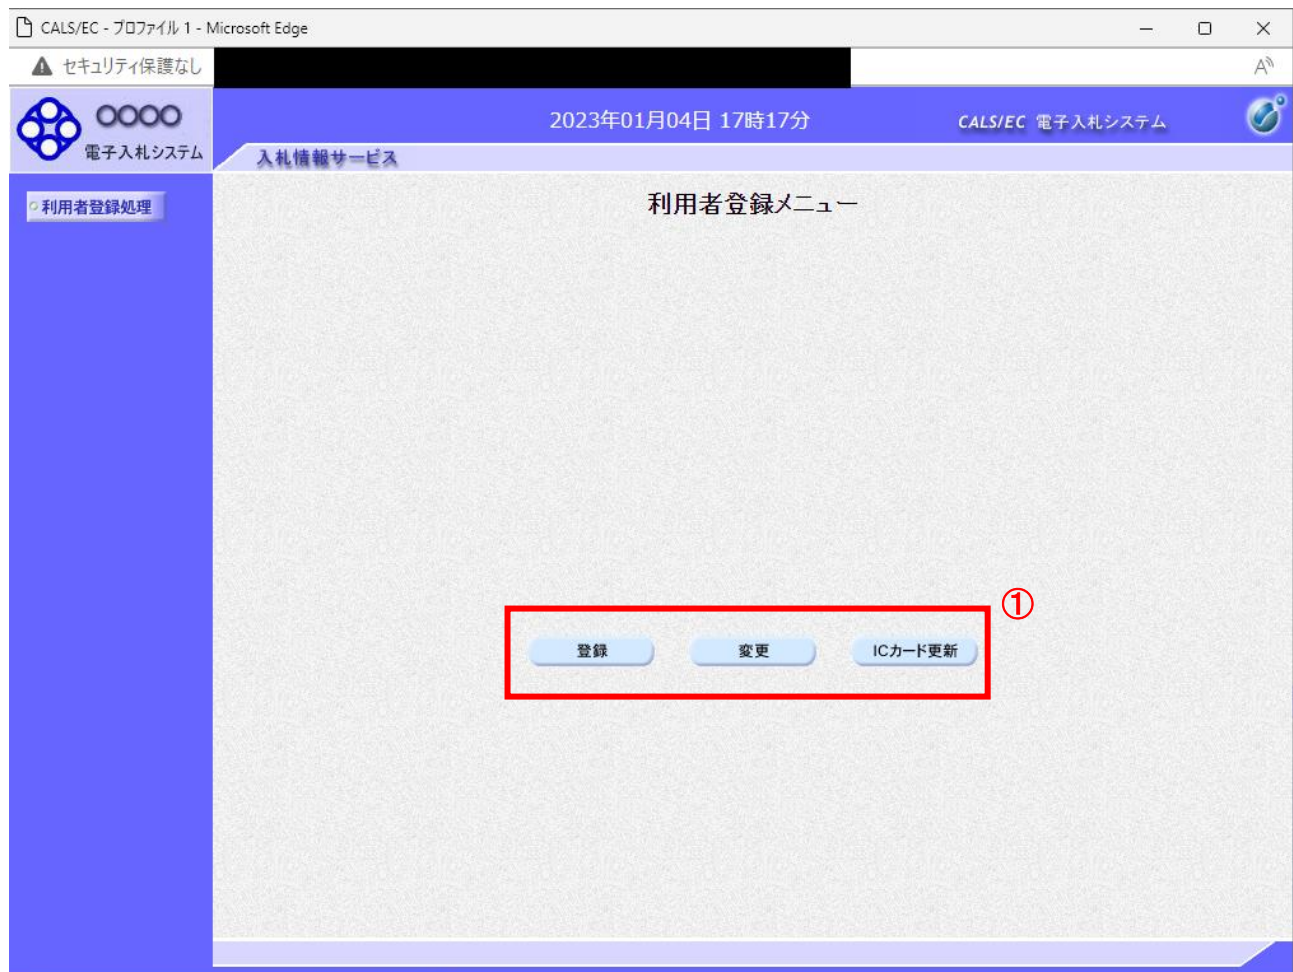 CALS/EC - プロファイル 1 - Microsoft Edge
セキュリティ保護なし
〇〇〇〇
電子入札システム
2023年01月04日 17時17分
CALS/EC 電子入札システム
入札情報サービス
利用者登録処理
利用者登録メニュー
①
登録
変更
ICカード更新